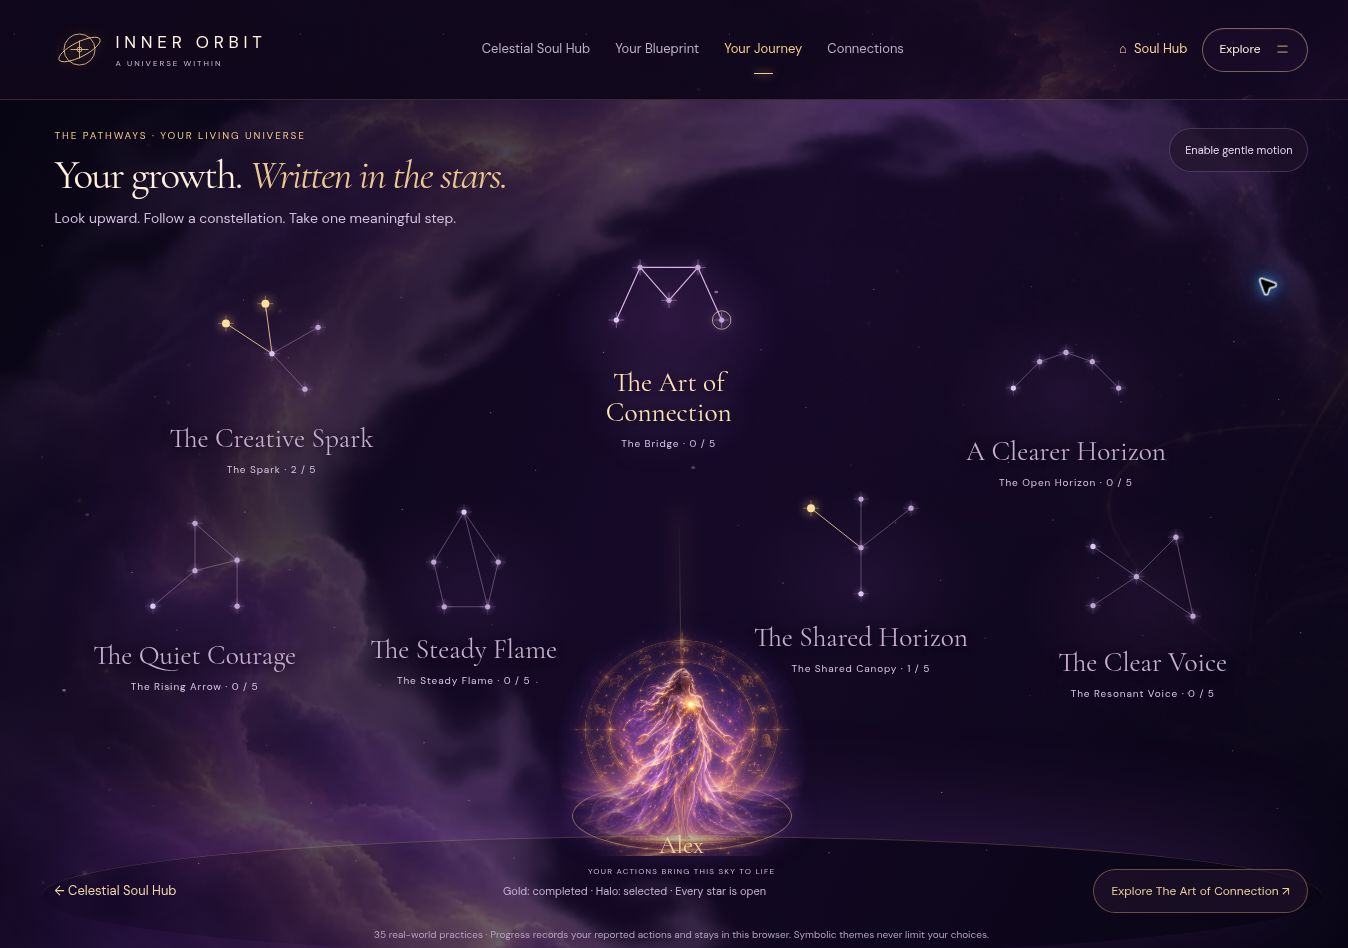 INNER ORBIT
A UNIVERSE WITHIN
Celestial Soul Hub
Your Blueprint
Your Journey
Connections
⌂ Soul Hub
Explore
THE PATHWAYS · YOUR LIVING UNIVERSE
Your growth. Written in the stars.
Look upward. Follow a constellation. Take one meaningful step.
Enable gentle motion
The Art of
Connection
The Bridge · 0 / 5
The Creative Spark
The Spark · 2 / 5
A Clearer Horizon
The Open Horizon · 0 / 5
The Quiet Courage
The Rising Arrow · 0 / 5
The Steady Flame
The Steady Flame · 0 / 5
The Shared Horizon
The Shared Canopy · 1 / 5
The Clear Voice
The Resonant Voice · 0 / 5
Alex
YOUR ACTIONS BRING THIS SKY TO LIFE
← Celestial Soul Hub
Gold: completed · Halo: selected · Every star is open
Explore The Art of Connection ↗
35 real-world practices · Progress records your reported actions and stays in this browser. Symbolic themes never limit your choices.